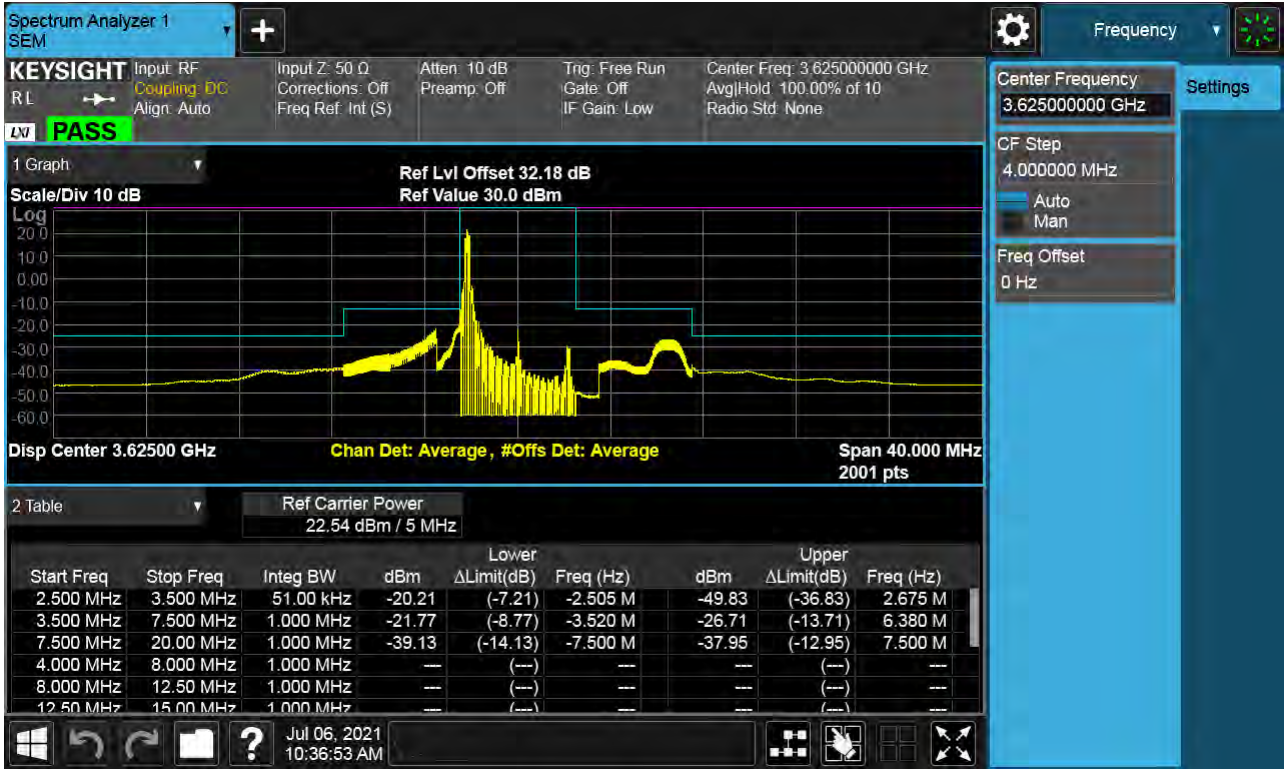 Spectrum Analyzer 1
SEM
Frequency
KEYSIGHT
R L
LXI
PASS
Input: RF
Coupling: DC
Align: Auto
Input Z: 50 Ω
Corrections: Off
Freq Ref: Int (S)
Atten: 10 dB
Preamp: Off
Trig: Free Run
Gate: Off
IF Gain: Low
Center Freq: 3.625000000 GHz
Avg|Hold: 100.00% of 10
Radio Std: None
Center Frequency
3.625000000 GHz
Settings
CF Step
4.000000 MHz
Auto
Man
Freq Offset
0 Hz
1 Graph
Scale/Div 10 dB
Ref Lvl Offset 32.18 dB
Ref Value 30.0 dBm
Log
20.0
10.0
0.00
-10.0
-20.0
-30.0
-40.0
-50.0
-60.0
Disp Center 3.62500 GHz
Chan Det: Average, #Offs Det: Average
Span 40.000 MHz
2001 pts
2 Table
Ref Carrier Power
22.54 dBm / 5 MHz
Lower Upper
Start Freq Stop Freq Integ BW dBm ΔLimit(dB) Freq (Hz) dBm ΔLimit(dB) Freq (Hz)
2.500 MHz 3.500 MHz 51.00 kHz -20.21 (-7.21) -2.505 M -49.83 (-36.83) 2.675 M
3.500 MHz 7.500 MHz 1.000 MHz -21.77 (-8.77) -3.520 M -26.71 (-13.71) 6.380 M
7.500 MHz 20.00 MHz 1.000 MHz -39.13 (-14.13) -7.500 M -37.95 (-12.95) 7.500 M
4.000 MHz 8.000 MHz 1.000 MHz --- (---) --- --- (---) ---
8.000 MHz 12.50 MHz 1.000 MHz --- (---) --- --- (---) ---
12.50 MHz 15.00 MHz 1.000 MHz --- (---) --- --- (---) ---
?
Jul 06, 2021
10:36:53 AM